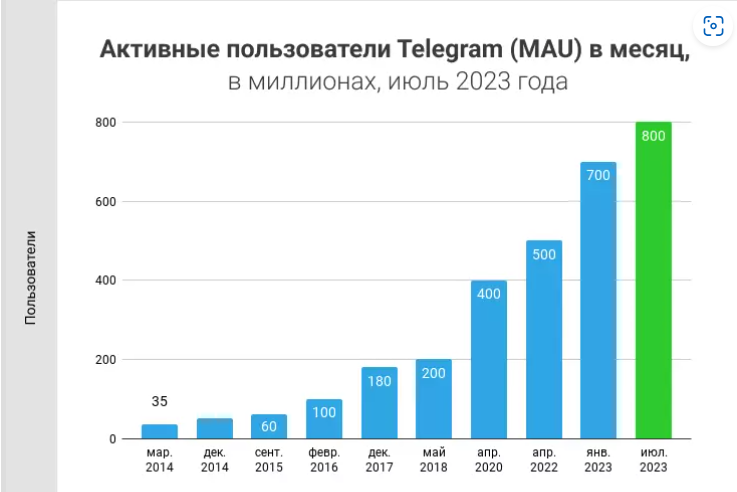 Активные пользователи Telegram (MAU) в месяц,
в миллионах, июль 2023 года
Пользователи
800
600
400
200
0
35
60
100
180
200
400
500
700
800
мар. 2014
дек. 2014
сент. 2015
февр. 2016
дек. 2017
май 2018
апр. 2020
апр. 2022
янв. 2023
июл. 2023